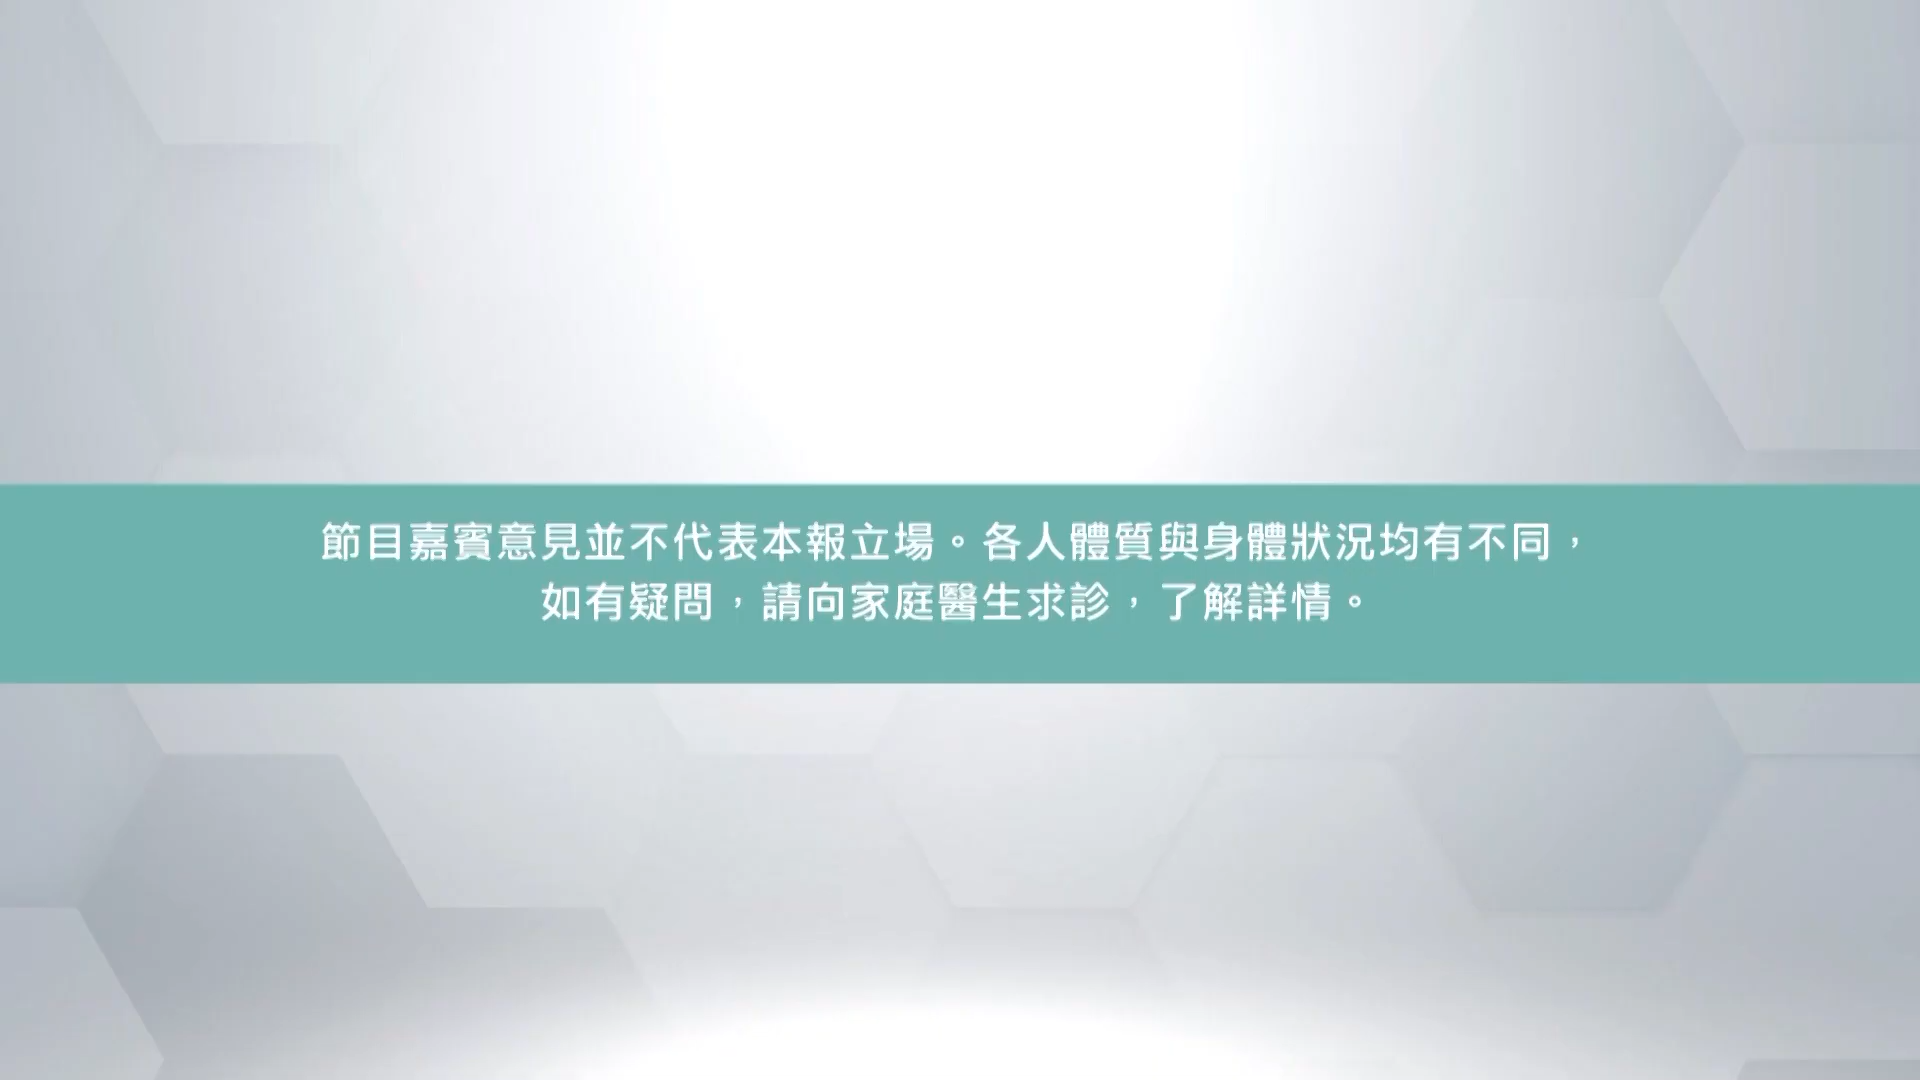 節目嘉賓意見並不代表本報立場。各人體質與身體狀況均有不同，
如有疑問，請向家庭醫生求診，了解詳情。